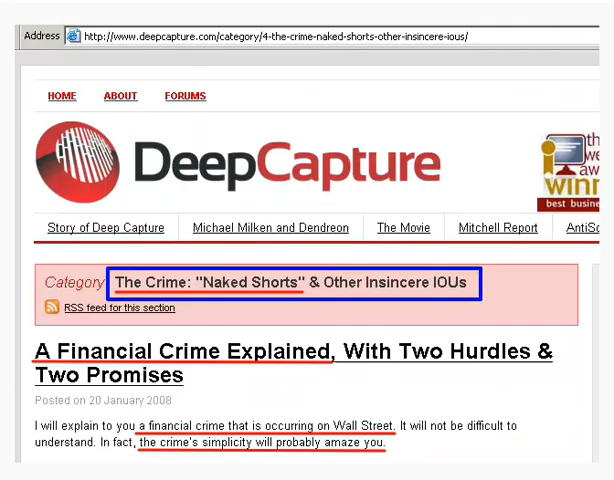 Address http://www.deepcapture.com/category/4-the-crime-naked-shorts-other-insincere-ious/
HOME ABOUT FORUMS
DeepCapture
best busine
Story of Deep Capture Michael Milken and Dendreon The Movie Mitchell Report AntiSo
Category The Crime: "Naked Shorts" & Other Insincere IOUs
RSS feed for this section
A Financial Crime Explained, With Two Hurdles &
Two Promises
Posted on 20 January 2008
I will explain to you a financial crime that is occurring on Wall Street. It will not be difficult to
understand. In fact, the crime's simplicity will probably amaze you.